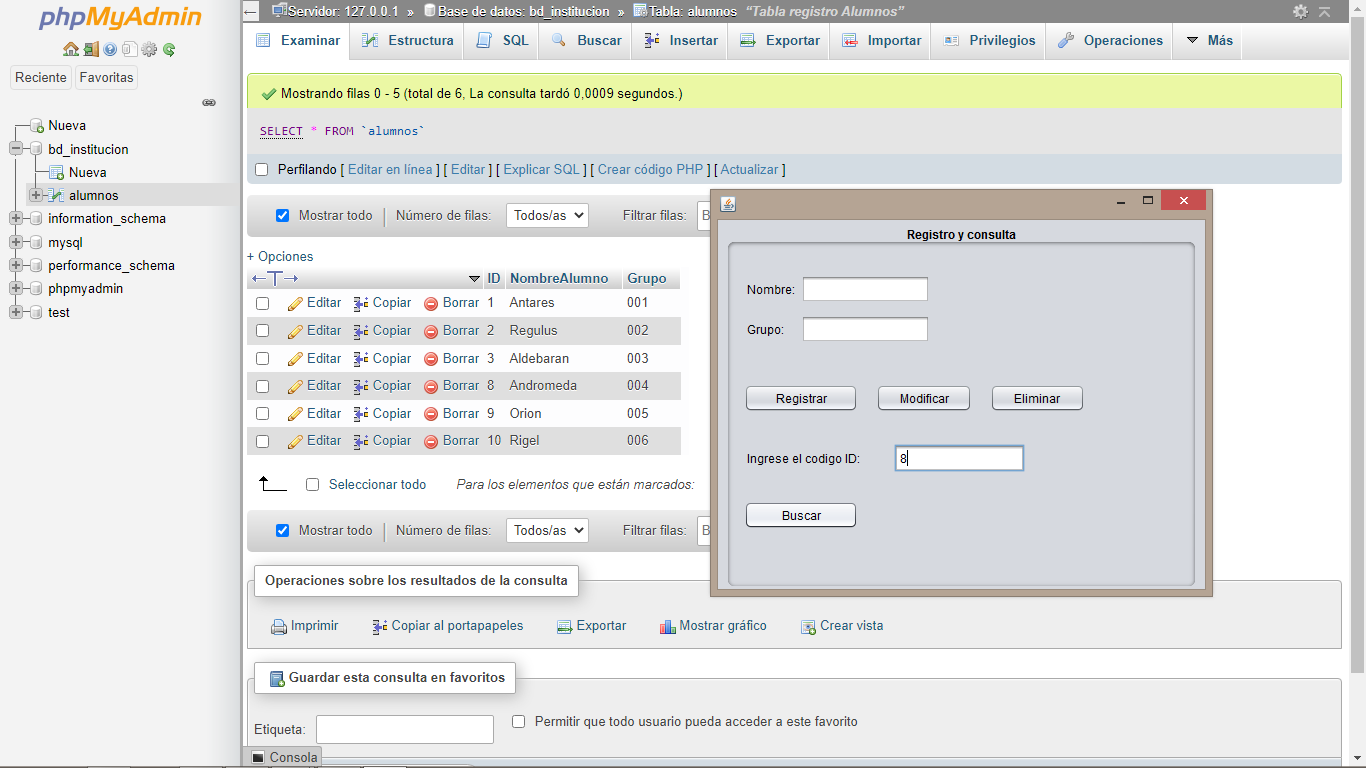 phpMyAdmin
Reciente Favoritas
Nueva
bd_institucion
Nueva
alumnos
information_schema
mysql
performance_schema
phpmyadmin
test
Servidor: 127.0.0.1 » Base de datos: bd_institucion » Tabla: alumnos "Tabla registro Alumnos"
Examinar Estructura SQL Buscar Insertar Exportar Importar Privilegios Operaciones Más
Mostrando filas 0 - 5 (total de 6, La consulta tardó 0,0009 segundos.)
SELECT * FROM `alumnos`
Perfilando [ Editar en línea ] [ Editar ] [ Explicar SQL ] [ Crear código PHP ] [ Actualizar ]
Mostrar todo Número de filas: Todos/as Filtrar filas: B
+ Opciones
ID NombreAlumno Grupo
Editar Copiar Borrar 1 Antares 001
Editar Copiar Borrar 2 Regulus 002
Editar Copiar Borrar 3 Aldebaran 003
Editar Copiar Borrar 8 Andromeda 004
Editar Copiar Borrar 9 Orion 005
Editar Copiar Borrar 10 Rigel 006
Seleccionar todo Para los elementos que están marcados:
Mostrar todo Número de filas: Todos/as Filtrar filas: B
Operaciones sobre los resultados de la consulta
Imprimir Copiar al portapapeles Exportar Mostrar gráfico Crear vista
Guardar esta consulta en favoritos
Etiqueta: Permitir que todo usuario pueda acceder a este favorito
Consola
Registro y consulta
Nombre:
Grupo:
Registrar Modificar Eliminar
Ingrese el codigo ID: 8
Buscar